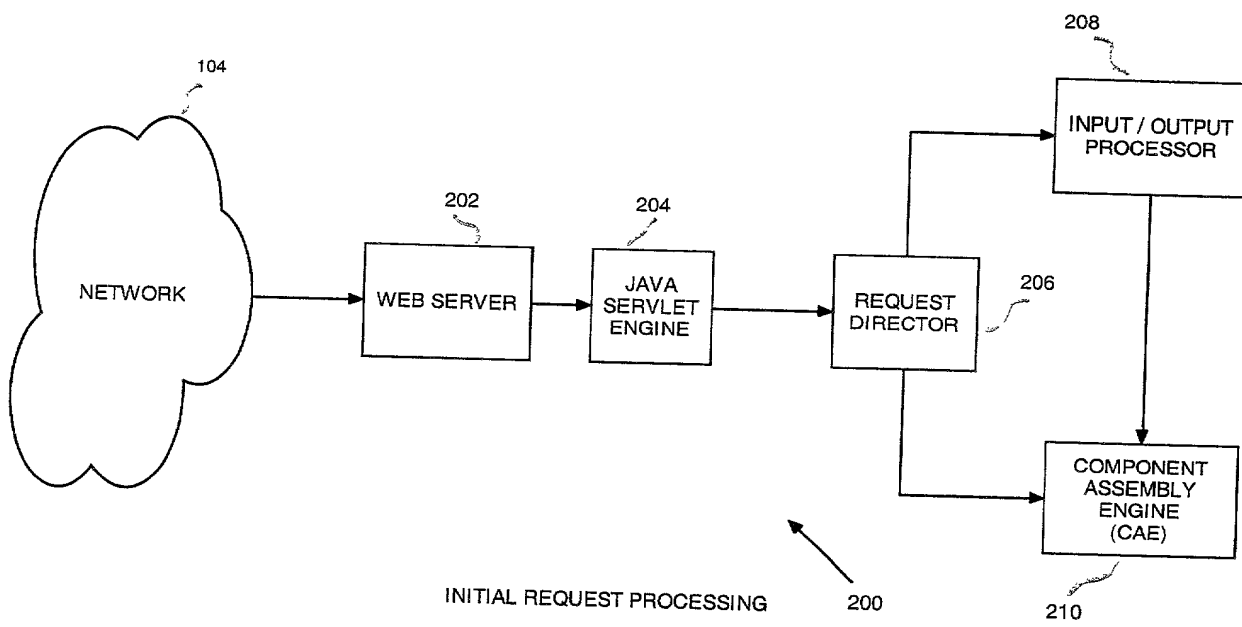 208
104
INPUT / OUTPUT
PROCESSOR
202
204
NETWORK
WEB SERVER
JAVA
SERVLET
ENGINE
REQUEST
DIRECTOR
206
COMPONENT
ASSEMBLY
ENGINE
(CAE)
INITIAL REQUEST PROCESSING
200
210